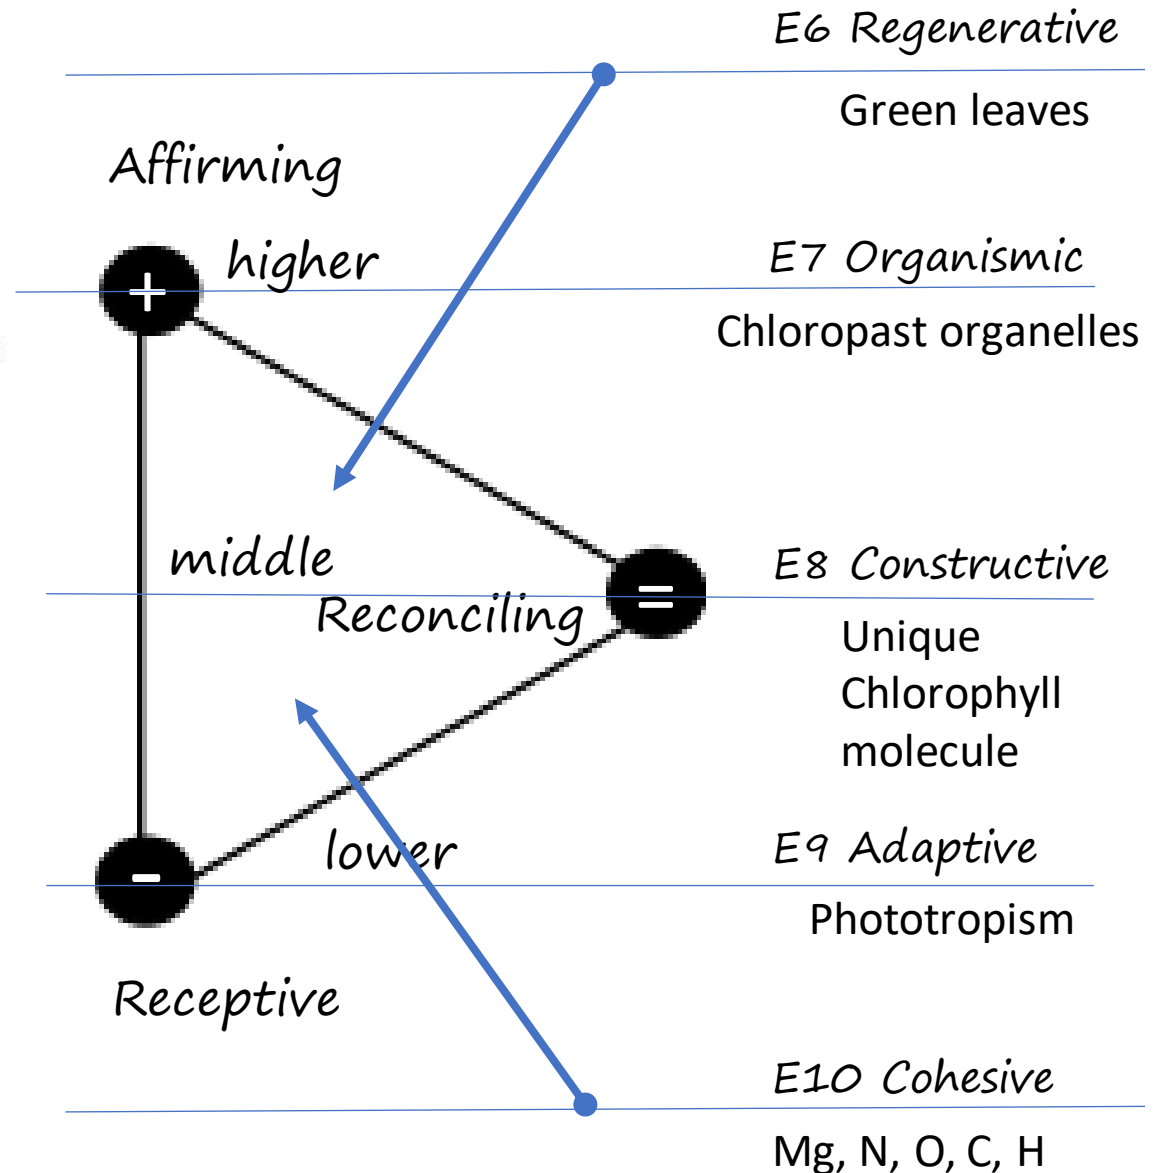 E6 Regenerative
Green leaves
Affirming
higher
+
E7 Organismic
Chloropast organelles
middle
E8 Constructive
Reconciling
=
Unique
Chlorophyll
molecule
lower
E9 Adaptive
-
Phototropism
Receptive
E10 Cohesive
Mg, N, O, C, H